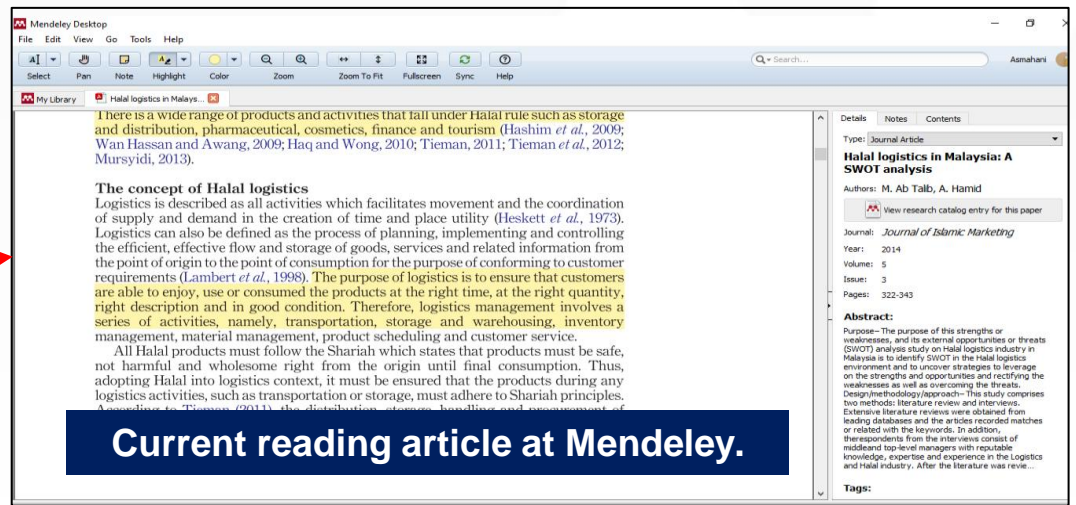 Mendeley Desktop
File Edit View Go Tools Help
Search...
Asmahani
Select Pan Note Highlight Color Zoom Zoom To Fit Fullscreen Sync Help
My Library Halal logistics in Malays...
There is a wide range of products and activities that fall under Halal rule such as storage
and distribution, pharmaceutical, cosmetics, finance and tourism (Hashim et al., 2009;
Wan Hassan and Awang, 2009; Haq and Wong, 2010; Tieman, 2011; Tieman et al., 2012;
Mursyidi, 2013).
The concept of Halal logistics
Logistics is described as all activities which facilitates movement and the coordination
of supply and demand in the creation of time and place utility (Heskett et al., 1973).
Logistics can also be defined as the process of planning, implementing and controlling
the efficient, effective flow and storage of goods, services and related information from
the point of origin to the point of consumption for the purpose of conforming to customer
requirements (Lambert et al., 1998). The purpose of logistics is to ensure that customers
are able to enjoy, use or consumed the products at the right time, at the right quantity,
right description and in good condition. Therefore, logistics management involves a
series of activities, namely, transportation, storage and warehousing, inventory
management, material management, product scheduling and customer service.
All Halal products must follow the Shariah which states that products must be safe,
not harmful and wholesome right from the origin until final consumption. Thus,
adopting Halal into logistics context, it must be ensured that the products during any
logistics activities, such as transportation or storage, must adhere to Shariah principles.
According to Tieman (2011), the distribution, storage, handling and procurement of
Current reading article at Mendeley.
Details Notes Contents
Type: Journal Article
Halal logistics in Malaysia: A
SWOT analysis
Authors: M. Ab Talib, A. Hamid
View research catalog entry for this paper
Journal: Journal of Islamic Marketing
Year: 2014
Volume: 5
Issue: 3
Pages: 322-343
Abstract:
Purpose– The purpose of this strengths or
weaknesses, and its external opportunities or threats
(SWOT) analysis study on Halal logistics industry in
Malaysia is to identify SWOT in the Halal logistics
environment and to uncover strategies to leverage
on the strengths and opportunities and rectifying the
weaknesses as well as overcoming the threats.
Design/methodology/approach– This study comprises
two methods: literature review and interviews.
Extensive literature reviews were obtained from
leading databases and the articles recorded matches
or related with the keywords. In addition,
therespondents from the interviews consist of
middleand top-level managers with reputable
knowledge, expertise and experience in the Logistics
and Halal industry. After the literature was revie...
Tags: